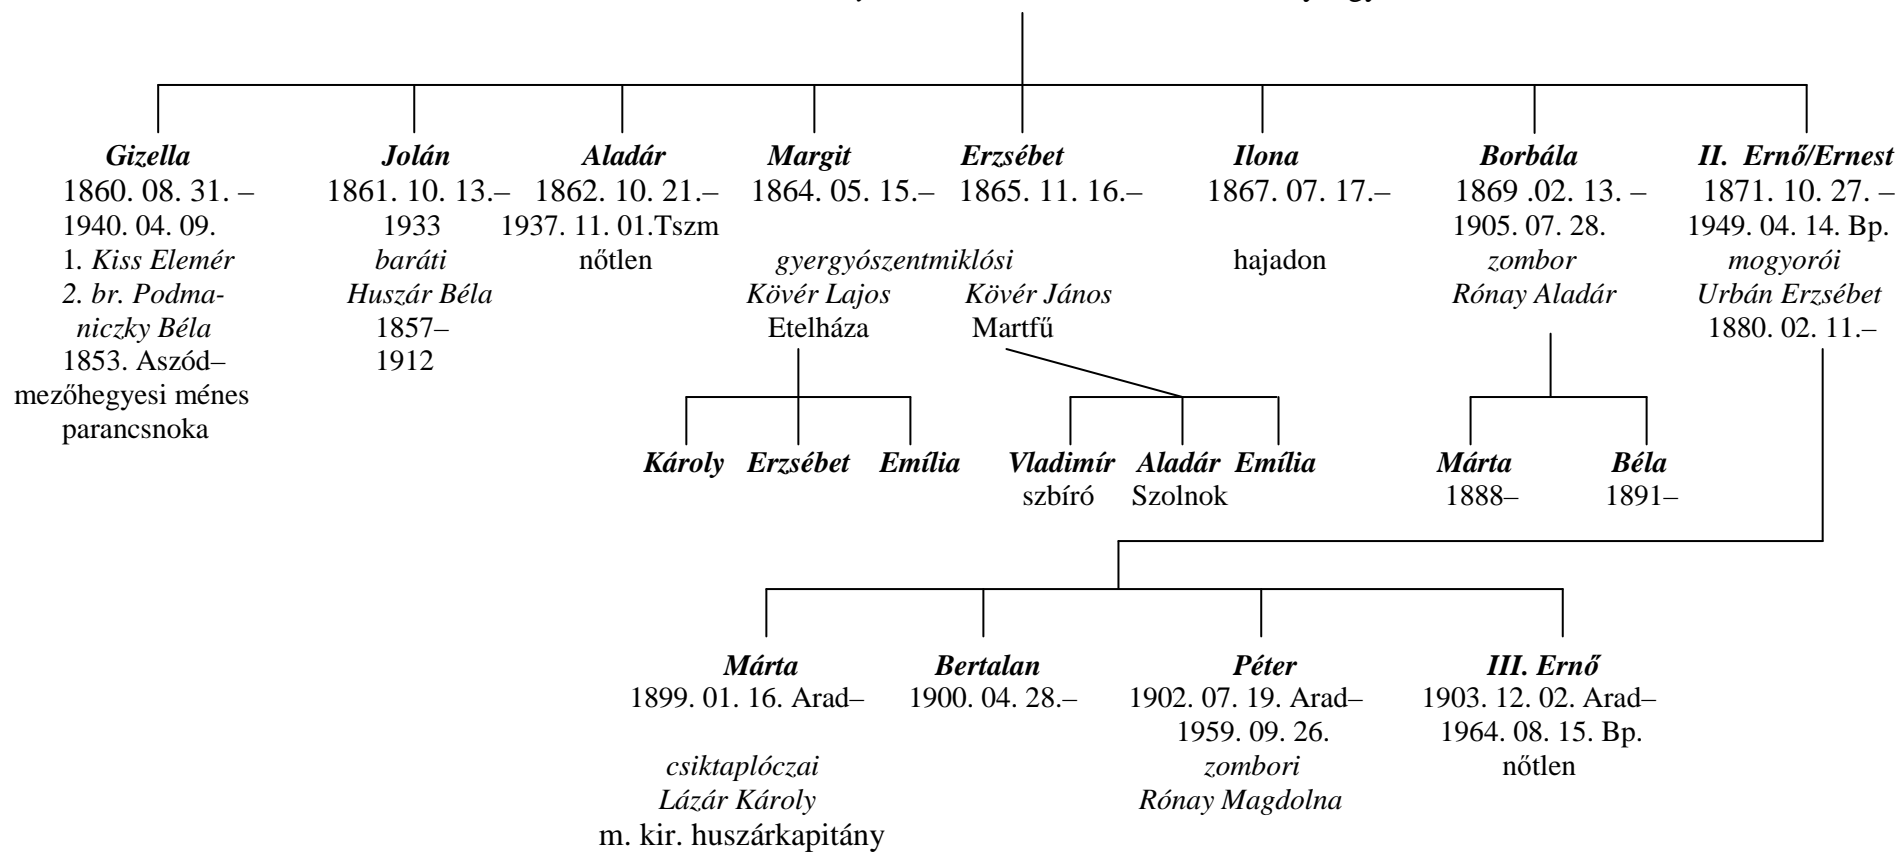 Gizella
1860. 08. 31. –
1940. 04. 09.
1. Kiss Elemér
2. br. Podma-
niczky Béla
1853. Aszód–
mezőhegyesi ménes
parancsnoka
Jolán
1861. 10. 13.–
1933
baráti
Huszár Béla
1857–
1912
Aladár
1862. 10. 21.–
1937. 11. 01.Tszm
nőtlen
Margit
1864. 05. 15.–
Erzsébet
1865. 11. 16.–
gyergyószentmiklósi
Kövér Lajos
Etelháza
Kövér János
Martfű
Ilona
1867. 07. 17.–
hajadon
Borbála
1869 .02. 13. –
1905. 07. 28.
zombor
Rónay Aladár
II. Ernő/Ernest
1871. 10. 27. –
1949. 04. 14. Bp.
mogyorói
Urbán Erzsébet
1880. 02. 11.–
Károly Erzsébet Emília
Vladimír
szbíró
Aladár
Szolnok
Emília
Márta
1888–
Béla
1891–
Márta
1899. 01. 16. Arad–
csiktaplóczai
Lázár Károly
m. kir. huszárkapitány
Bertalan
1900. 04. 28.–
Péter
1902. 07. 19. Arad–
1959. 09. 26.
zombori
Rónay Magdolna
III. Ernő
1903. 12. 02. Arad–
1964. 08. 15. Bp.
nőtlen